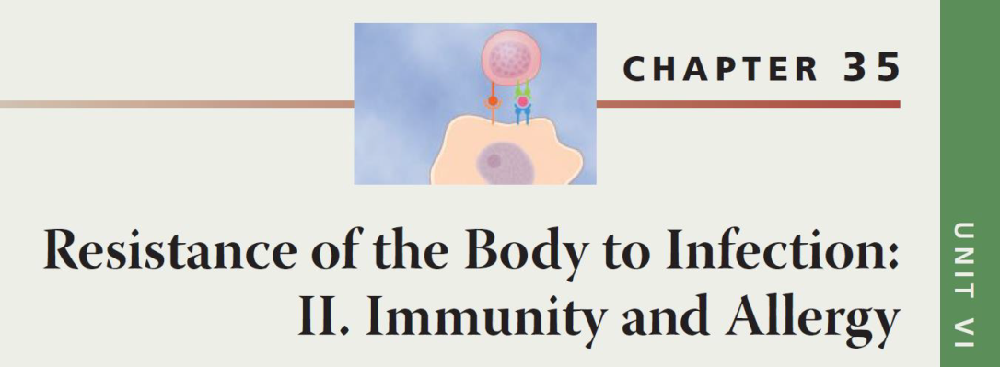 CHAPTER 35
Resistance of the Body to Infection:
II. Immunity and Allergy
UNIT VI